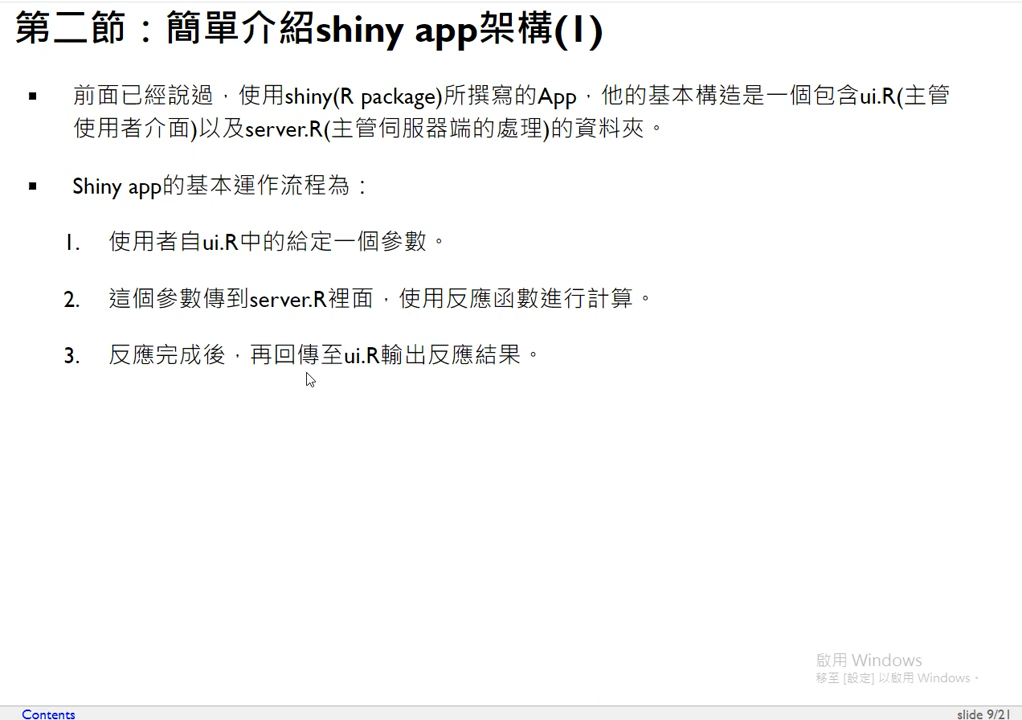 第二節：簡單介紹shiny app架構(1)
▪ 前面已經說過，使用shiny(R package)所撰寫的App，他的基本構造是一個包含ui.R(主管
使用者介面)以及server.R(主管伺服器端的處理)的資料夾。
▪ Shiny app的基本運作流程為：
1. 使用者自ui.R中的給定一個參數。
2. 這個參數傳到server.R裡面，使用反應函數進行計算。
3. 反應完成後，再回傳至ui.R輸出反應結果。
啟用 Windows
移至 [設定] 以啟用 Windows。
Contents
slide 9/21